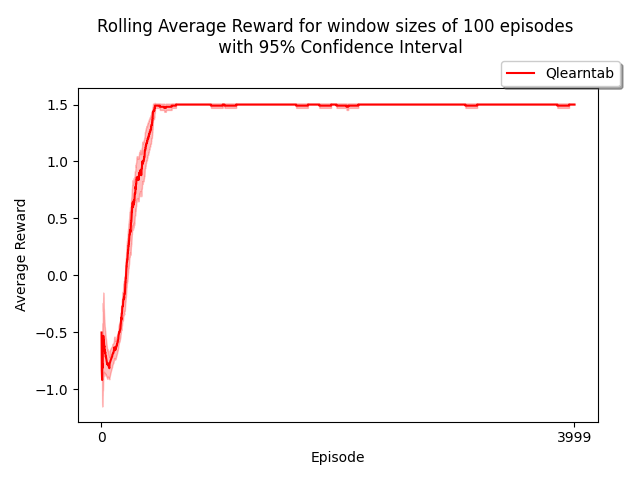 Rolling Average Reward for window sizes of 100 episodes
with 95% Confidence Interval
Qlearntab
1.5
1.0
0.5
0.0
−0.5
−1.0
Average Reward
0
3999
Episode